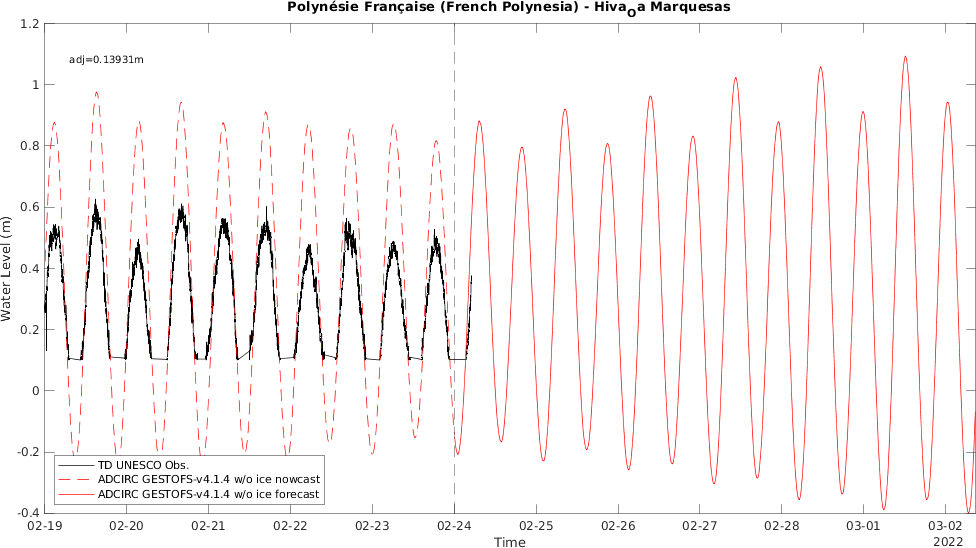 Polynésie Française (French Polynesia) - Hiva_Oa Marquesas
1.2
adj=0.13931m
1
0.8
0.6
0.4
0.2
0
-0.2
-0.4
Water Level (m)
TD UNESCO Obs.
ADCIRC GESTOFS-v4.1.4 w/o ice nowcast
ADCIRC GESTOFS-v4.1.4 w/o ice forecast
02-19 02-20 02-21 02-22 02-23 02-24 02-25 02-26 02-27 02-28 03-01 03-02
Time
2022